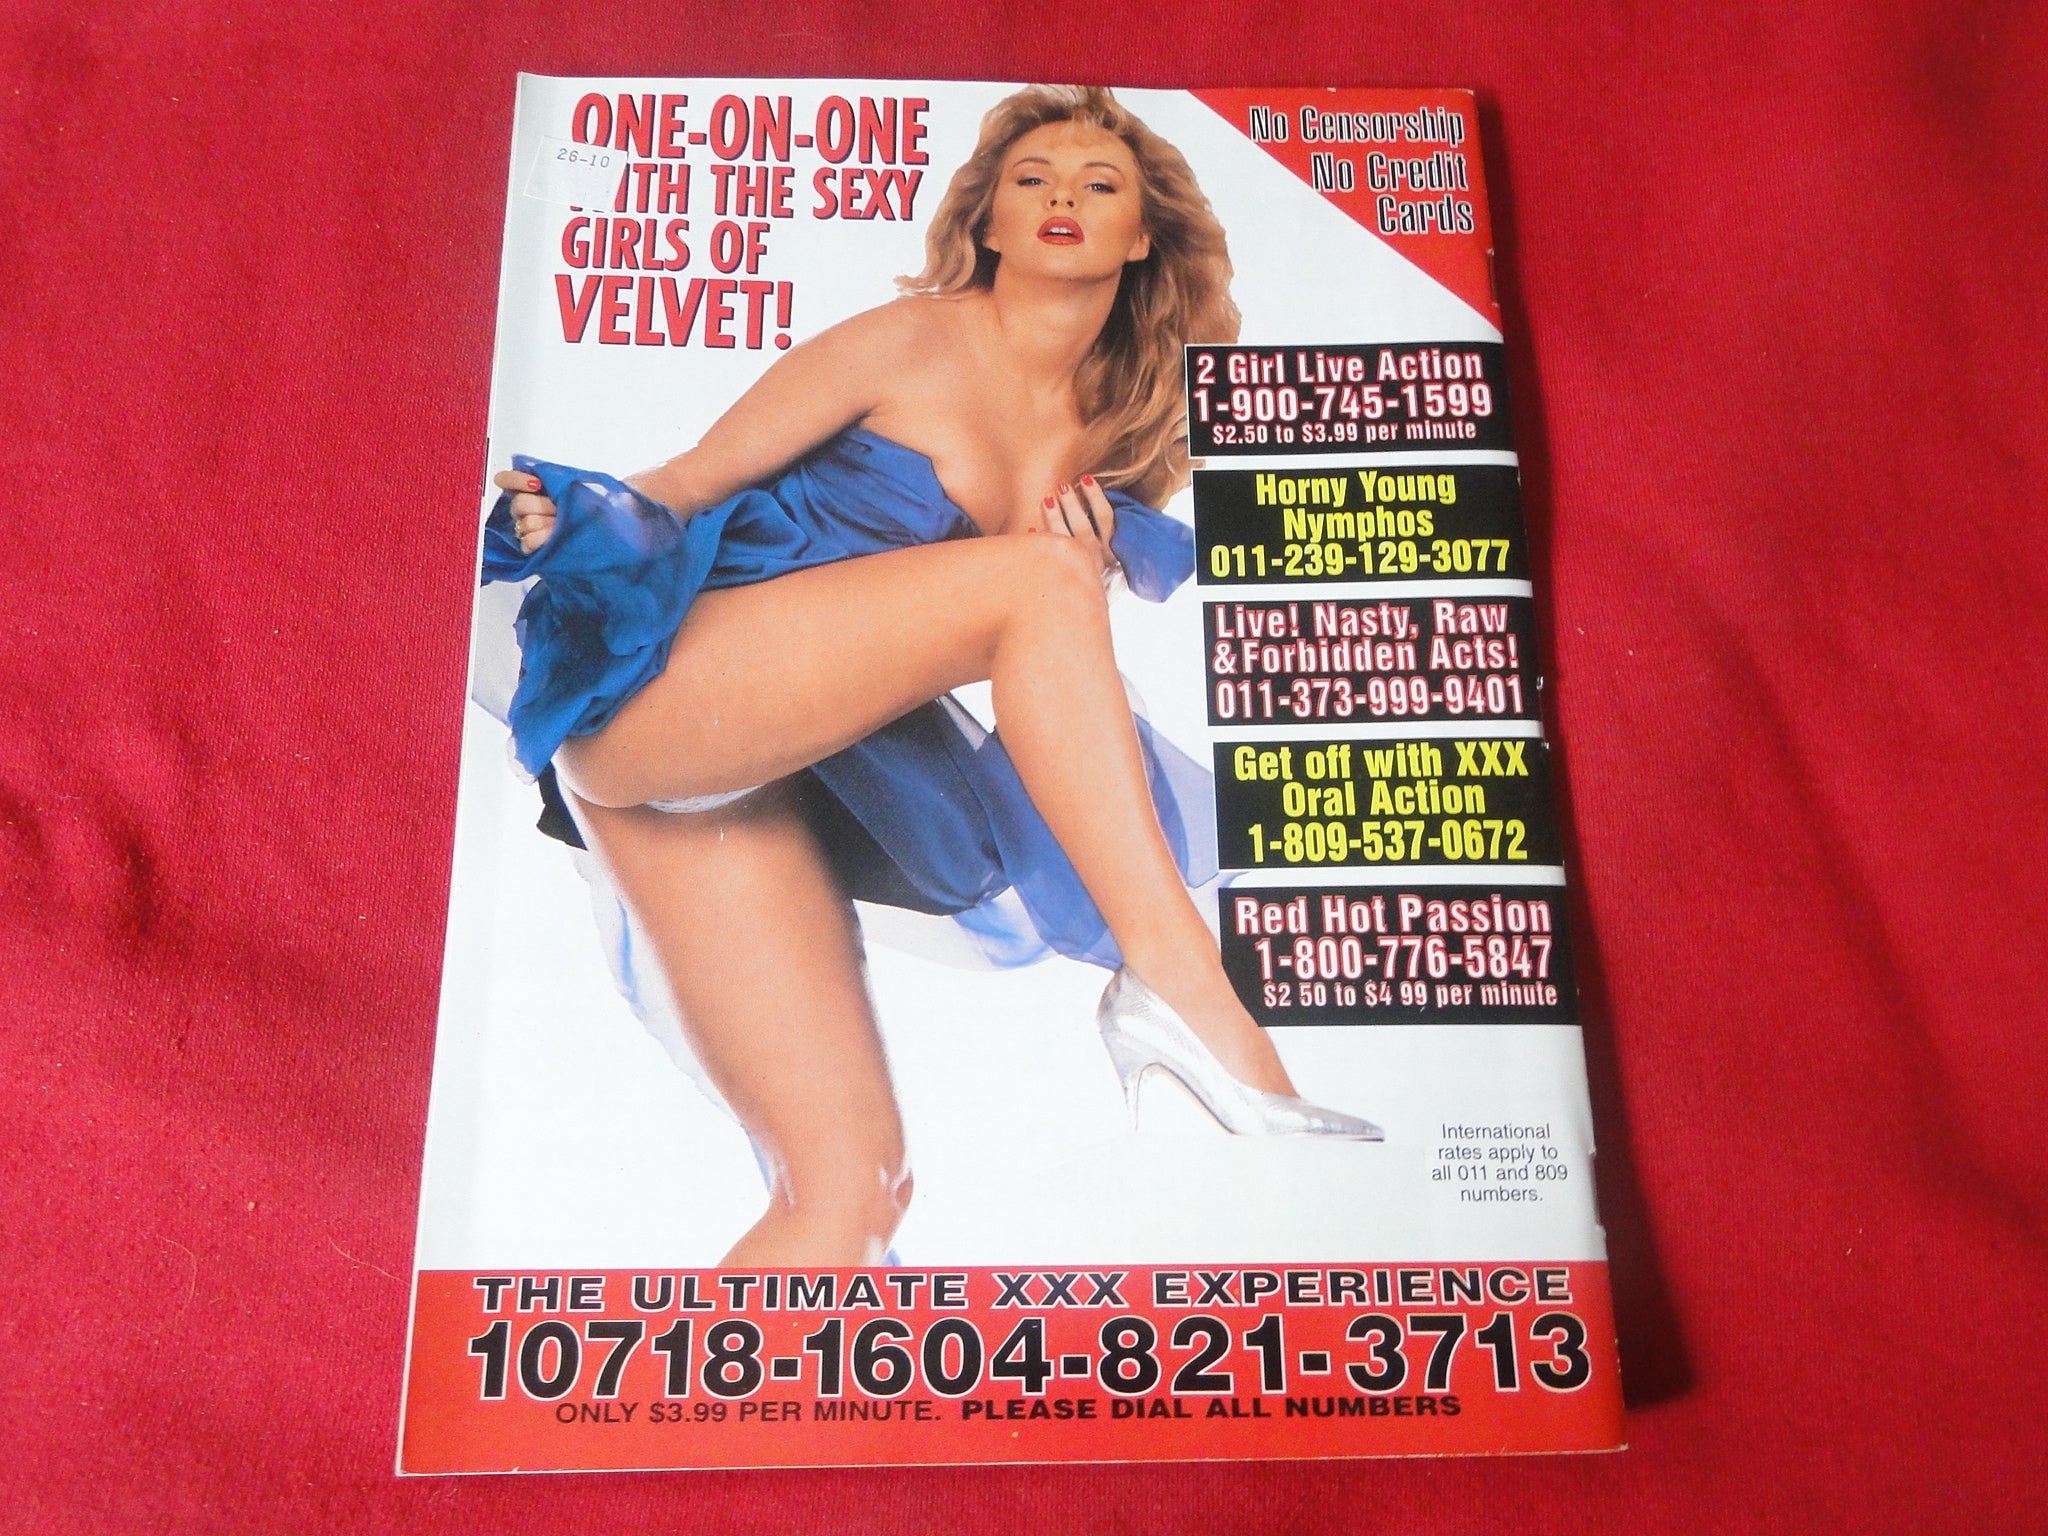 ONE-ON-ONE
26-10
WITH THE SEXY
GIRLS OF
VELVET!
No Censorship
No Credit
Cards
2 Girl Live Action
1-900-745-1599
$2.50 to $3.99 per minute
Horny Young
Nymphos
011-239-129-3077
Live! Nasty, Raw
& Forbidden Acts!
011-373-999-9401
Get off with XXX
Oral Action
1-809-537-0672
Red Hot Passion
1-800-776-5847
$2 50 to $4 99 per minute
International
rates apply to
all 011 and 809
numbers.
THE ULTIMATE XXX EXPERIENCE
10718-1604-821-3713
ONLY $3.99 PER MINUTE. PLEASE DIAL ALL NUMBERS